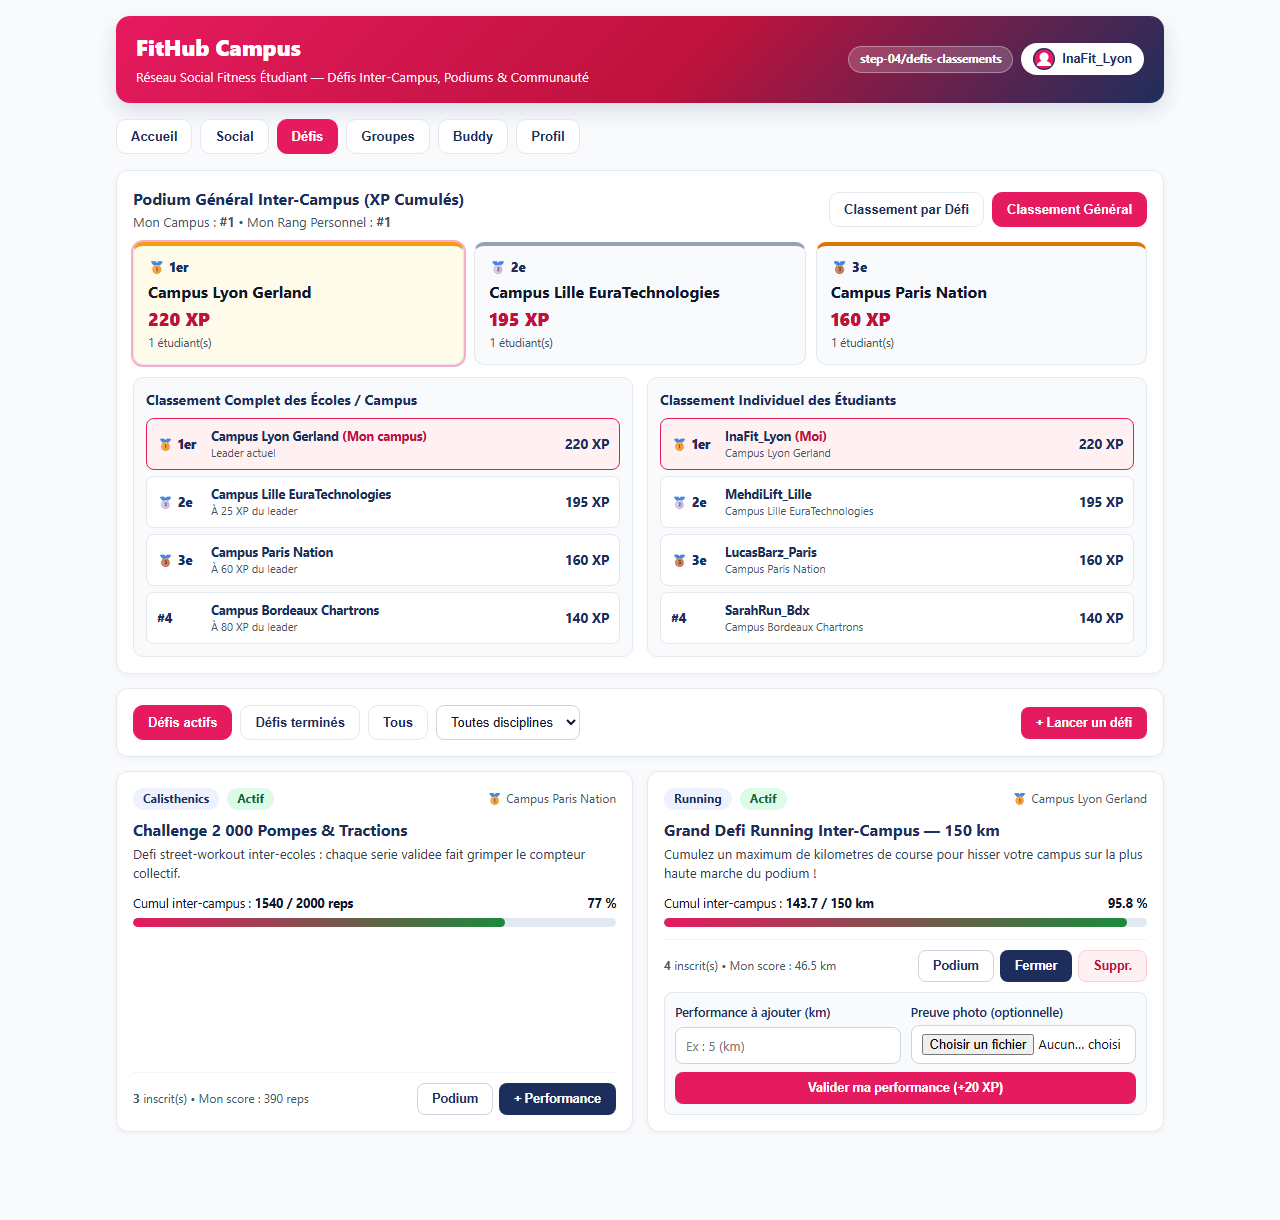 FitHub Campus
Réseau Social Fitness Étudiant — Défis Inter-Campus, Podiums & Communauté
step-04/defis-classements
InaFit_Lyon
Accueil
Social
Défis
Groupes
Buddy
Profil
Podium Général Inter-Campus (XP Cumulés)
Mon Campus : #1 • Mon Rang Personnel : #1
Classement par Défi
Classement Général
1er
Campus Lyon Gerland
220 XP
1 étudiant(s)
2e
Campus Lille EuraTechnologies
195 XP
1 étudiant(s)
3e
Campus Paris Nation
160 XP
1 étudiant(s)
Classement Complet des Écoles / Campus
1er
Campus Lyon Gerland (Mon campus)
Leader actuel
220 XP
2e
Campus Lille EuraTechnologies
À 25 XP du leader
195 XP
3e
Campus Paris Nation
À 60 XP du leader
160 XP
#4
Campus Bordeaux Chartrons
À 80 XP du leader
140 XP
Classement Individuel des Étudiants
1er
InaFit_Lyon (Moi)
Campus Lyon Gerland
220 XP
2e
MehdiLift_Lille
Campus Lille EuraTechnologies
195 XP
3e
LucasBarz_Paris
Campus Paris Nation
160 XP
#4
SarahRun_Bdx
Campus Bordeaux Chartrons
140 XP
Défis actifs
Défis terminés
Tous
Toutes disciplines
+ Lancer un défi
Calisthenics
Actif
Campus Paris Nation
Challenge 2 000 Pompes & Tractions
Defi street-workout inter-ecoles : chaque serie validee fait grimper le compteur
collectif.
Cumul inter-campus : 1540 / 2000 reps
77 %
3 inscrit(s) • Mon score : 390 reps
Podium
+ Performance
Running
Actif
Campus Lyon Gerland
Grand Defi Running Inter-Campus — 150 km
Cumulez un maximum de kilometres de course pour hisser votre campus sur la plus
haute marche du podium !
Cumul inter-campus : 143.7 / 150 km
95.8 %
4 inscrit(s) • Mon score : 46.5 km
Podium
Fermer
Suppr.
Performance à ajouter (km)
Ex : 5 (km)
Preuve photo (optionnelle)
Choisir un fichier
Aucun... choisi
Valider ma performance (+20 XP)